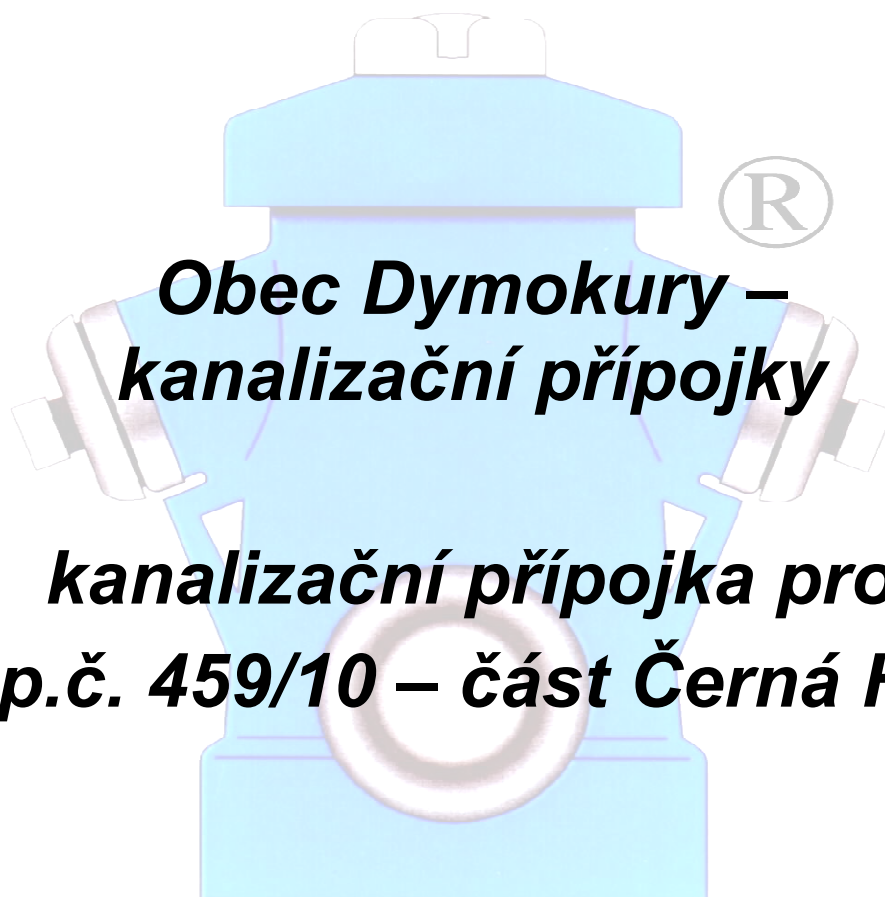 ®
Obec Dymokury –
kanalizační přípojky
kanalizační přípojka pro
p.č. 459/10 – část Černá